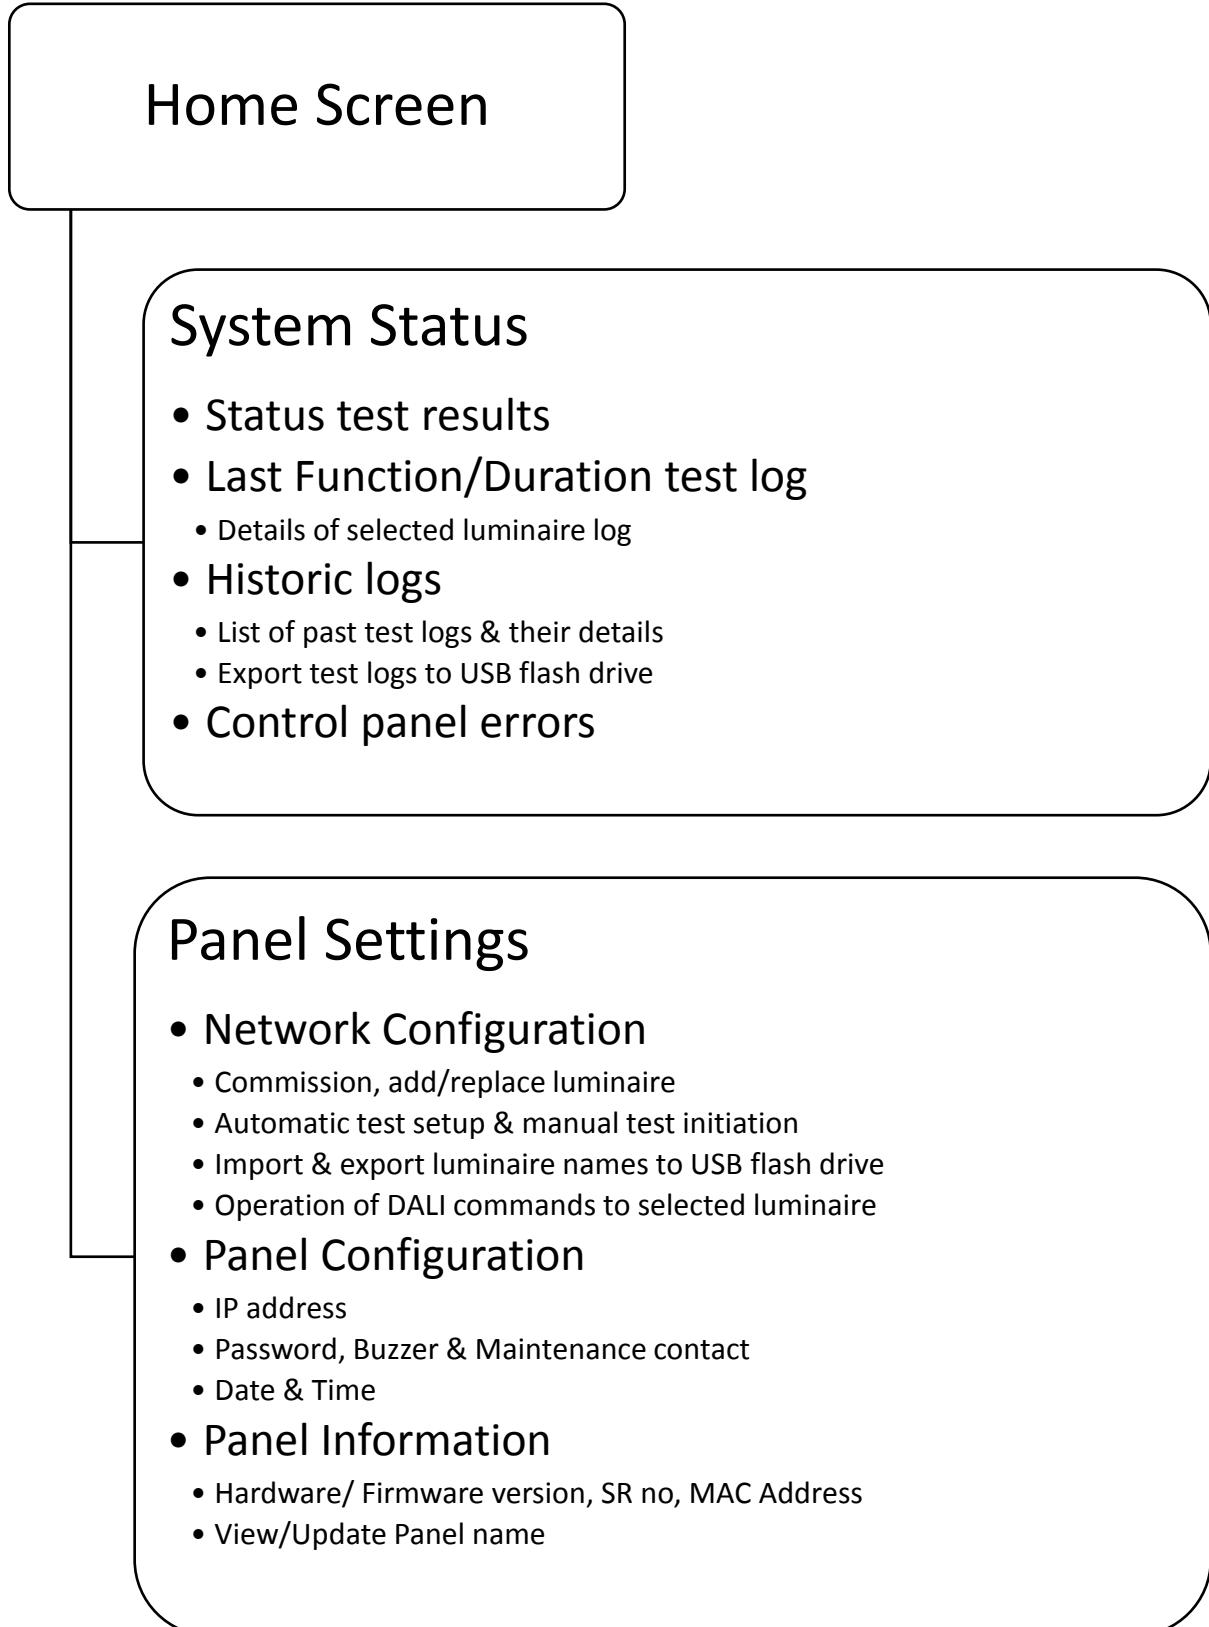 Home Screen
System Status
• Status test results
• Last Function/Duration test log
• Details of selected luminaire log
• Historic logs
• List of past test logs & their details
• Export test logs to USB flash drive
• Control panel errors
Panel Settings
• Network Configuration
• Commission, add/replace luminaire
• Automatic test setup & manual test initiation
• Import & export luminaire names to USB flash drive
• Operation of DALI commands to selected luminaire
• Panel Configuration
• IP address
• Password, Buzzer & Maintenance contact
• Date & Time
• Panel Information
• Hardware/ Firmware version, SR no, MAC Address
• View/Update Panel name